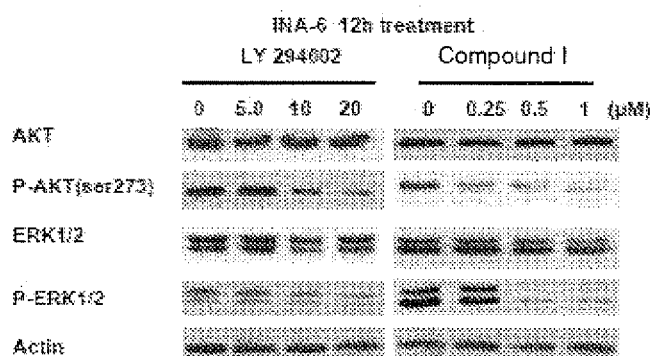 INA-6 12h treatment
LY 294002 Compound I
0 5.0 10 20 0 0.25 0.5 1 (μM)
AKT
P-AKT(ser273)
ERK1/2
P-ERK1/2
Actin